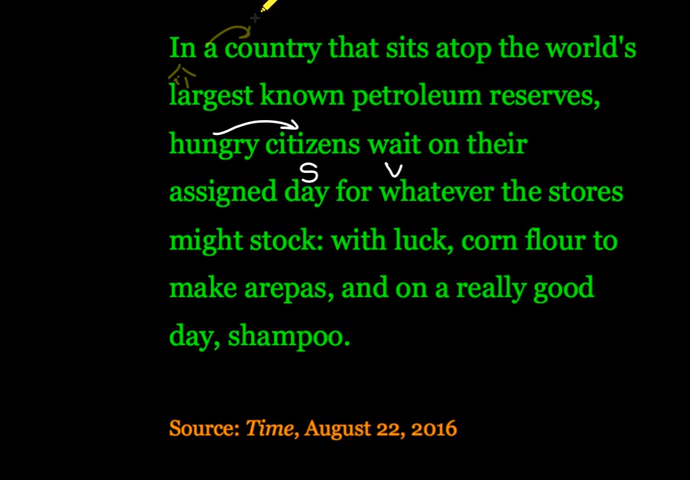 In a country that sits atop the world's
largest known petroleum reserves,
hungry citizens wait on their
S V
assigned day for whatever the stores
might stock: with luck, corn flour to
make arepas, and on a really good
day, shampoo.
Source: Time, August 22, 2016